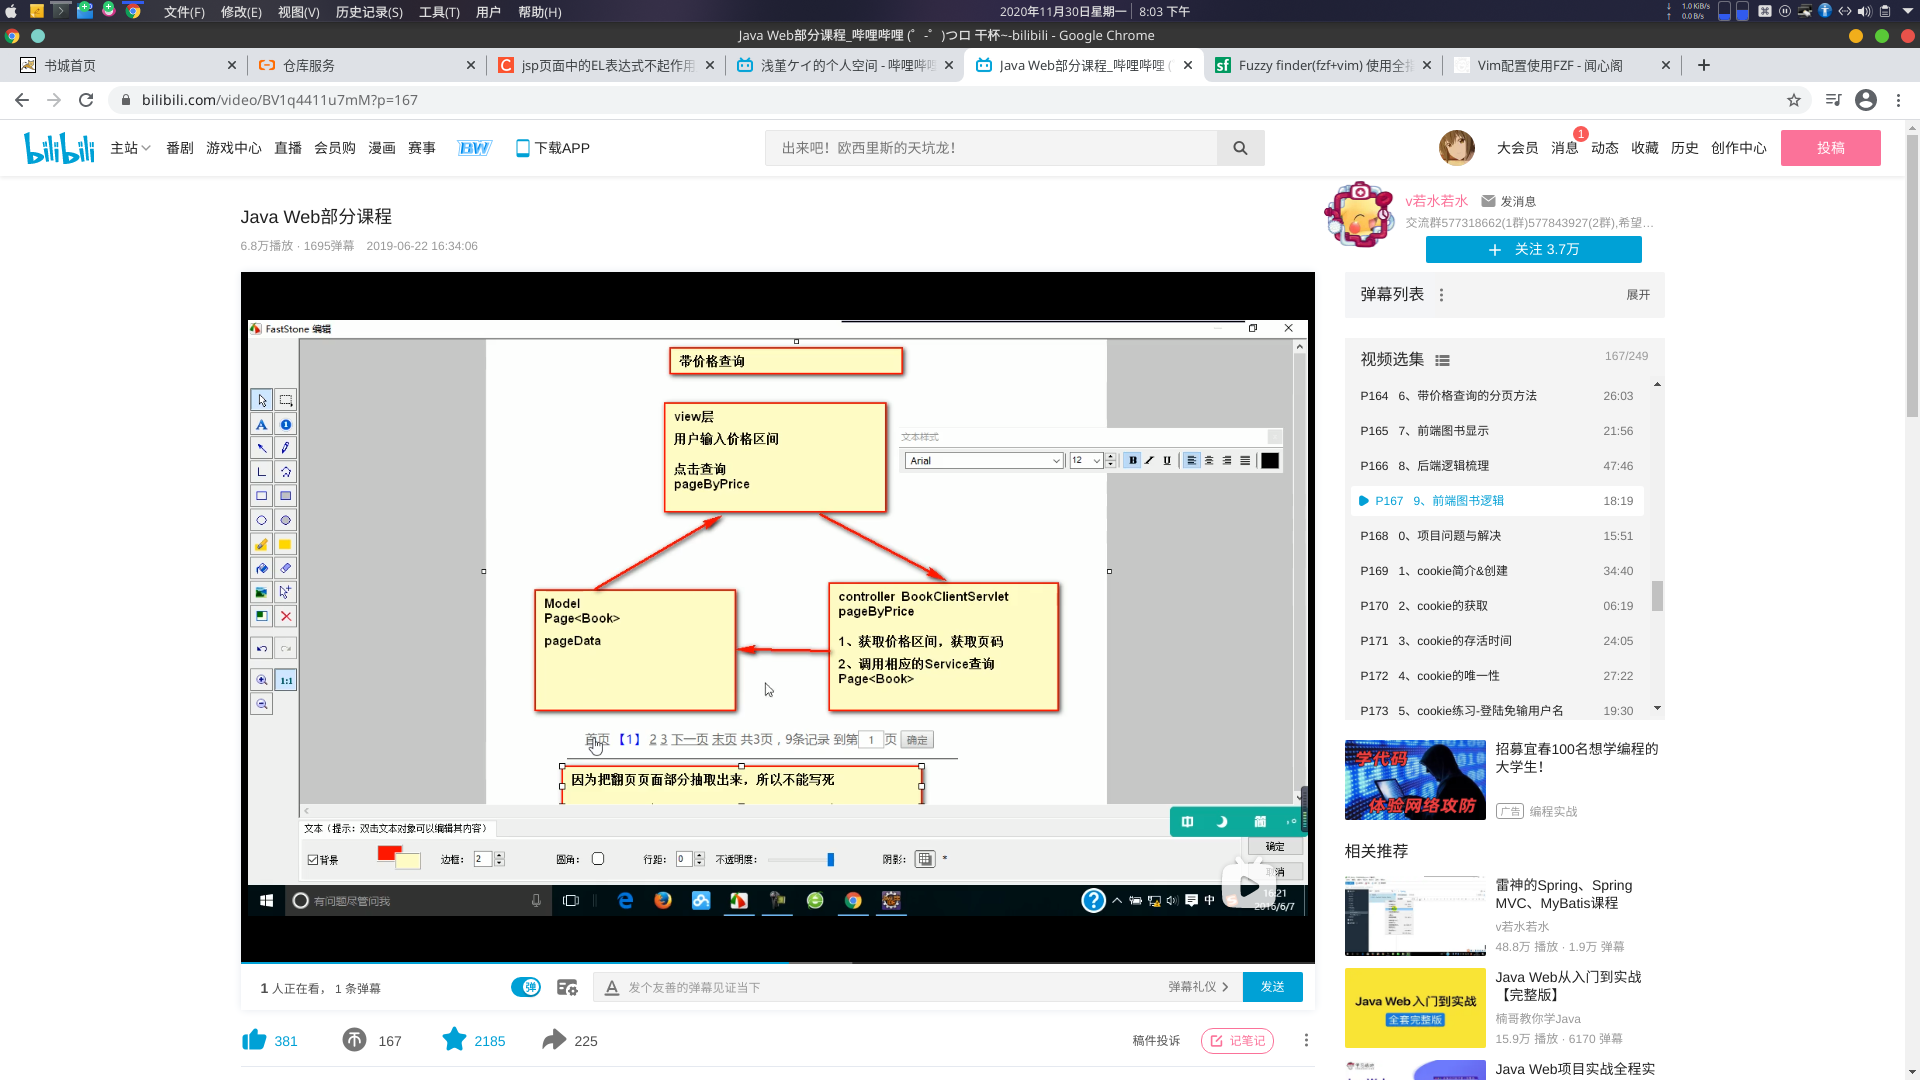 文件(F) 修改(E) 视图(V) 历史记录(S) 工具(T) 用户 帮助(H) 2020年11月30日星期一 8:03 下午 1.0 KiB/s 0.0 B/s
Java Web部分课程_哔哩哔哩 (゜-゜)つロ 干杯~-bilibili - Google Chrome
书城首页 仓库服务 jsp页面中的EL表达式不起作用 浅堇ケイ的个人空间 - 哔哩哔哩 Java Web部分课程_哔哩哔哩 ( Fuzzy finder(fzf+vim) 使用全指 Vim配置使用FZF - 闻心阁
bilibili.com/video/BV1q4411u7mM?p=167
bilibili 主站 番剧 游戏中心 直播 会员购 漫画 赛事 BW 下载APP 出来吧！欧西里斯的天坑龙！ 大会员 消息 1 动态 收藏 历史 创作中心 投稿
Java Web部分课程
6.8万播放 · 1695弹幕 2019-06-22 16:34:06
v若水若水 发消息
交流群577318662(1群)577843927(2群),希望...
关注 3.7万
FastStone 编辑
带价格查询
view层
用户输入价格区间
点击查询
pageByPrice
文本样式
Arial 12 B U
Model
Page<Book>
pageData
controller BookClientServlet
pageByPrice
1、获取价格区间，获取页码
2、调用相应的Service查询
Page<Book>
首页 【1】 2 3 下一页 末页 共3页，9条记录 到第 1 页 确定
因为把翻页页面部分抽取出来，所以不能写死
文本 (提示：双击文本对象可以编辑其内容)
背景 边框: 2 圆角: 行距: 0 不透明度: 阴影: 确定
1:1
有问题尽管问我
中
16:21
2016/6/7
弹幕列表 展开
视频选集 167/249
P164 6、带价格查询的分页方法 26:03
P165 7、前端图书显示 21:56
P166 8、后端逻辑梳理 47:46
P167 9、前端图书逻辑 18:19
P168 0、项目问题与解决 15:51
P169 1、cookie简介&创建 34:40
P170 2、cookie的获取 06:19
P171 3、cookie的存活时间 24:05
P172 4、cookie的唯一性 27:22
P173 5、cookie练习-登陆免输用户名 19:30
学代码
体验网络攻防
招募宜春100名想学编程的
大学生！
广告 编程实战
相关推荐
雷神的Spring、Spring
MVC、MyBatis课程
v若水若水
48.8万 播放 · 1.9万 弹幕
Java Web入门到实战
全套完整版
Java Web从入门到实战
【完整版】
楠哥教你学Java
15.9万 播放 · 6170 弹幕
Java Web项目实战全程实
1 人正在看， 1 条弹幕 弹 发个友善的弹幕见证当下 弹幕礼仪 发送
381 167 2185 225 稿件投诉 记笔记